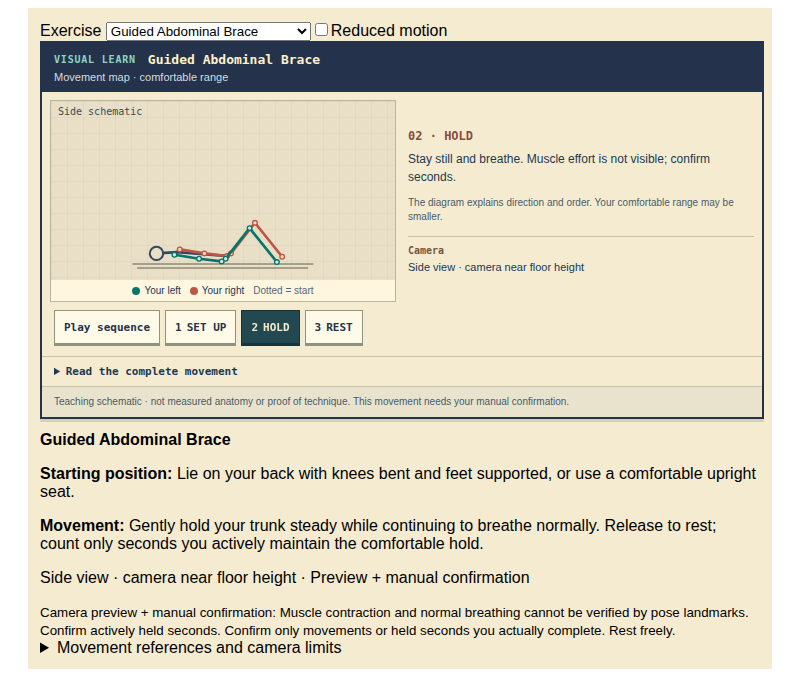 Exercise Guided Abdominal Brace Reduced motion
VISUAL LEARN Guided Abdominal Brace
Movement map · comfortable range
Side schematic
Your left Your right Dotted = start
02 · HOLD
Stay still and breathe. Muscle effort is not visible; confirm
seconds.
The diagram explains direction and order. Your comfortable range may be
smaller.
Camera
Side view · camera near floor height
Play sequence 1 SET UP 2 HOLD 3 REST
Read the complete movement
Teaching schematic · not measured anatomy or proof of technique. This movement needs your manual confirmation.
Guided Abdominal Brace
Starting position: Lie on your back with knees bent and feet supported, or use a comfortable upright
seat.
Movement: Gently hold your trunk steady while continuing to breathe normally. Release to rest;
count only seconds you actively maintain the comfortable hold.
Side view · camera near floor height · Preview + manual confirmation
Camera preview + manual confirmation: Muscle contraction and normal breathing cannot be verified by pose landmarks.
Confirm actively held seconds. Confirm only movements or held seconds you actually complete. Rest freely.
Movement references and camera limits